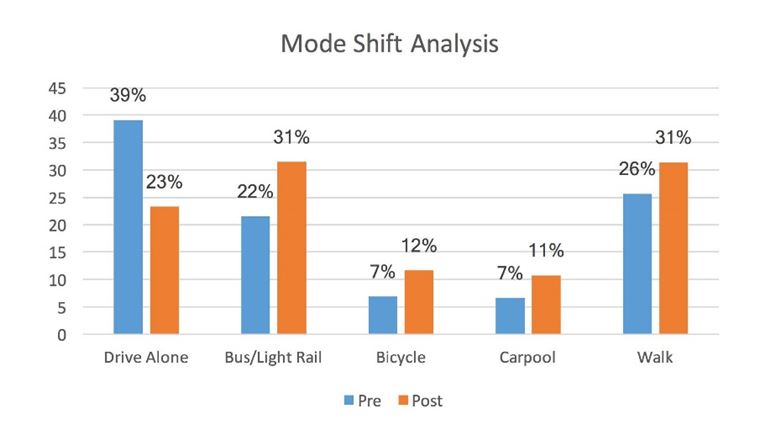 Mode Shift Analysis
45
40
35
30
25
20
15
10
5
0
39%
23%
22%
31%
7%
12%
7%
11%
26%
31%
Drive Alone
Bus/Light Rail
Bicycle
Carpool
Walk
Pre
Post